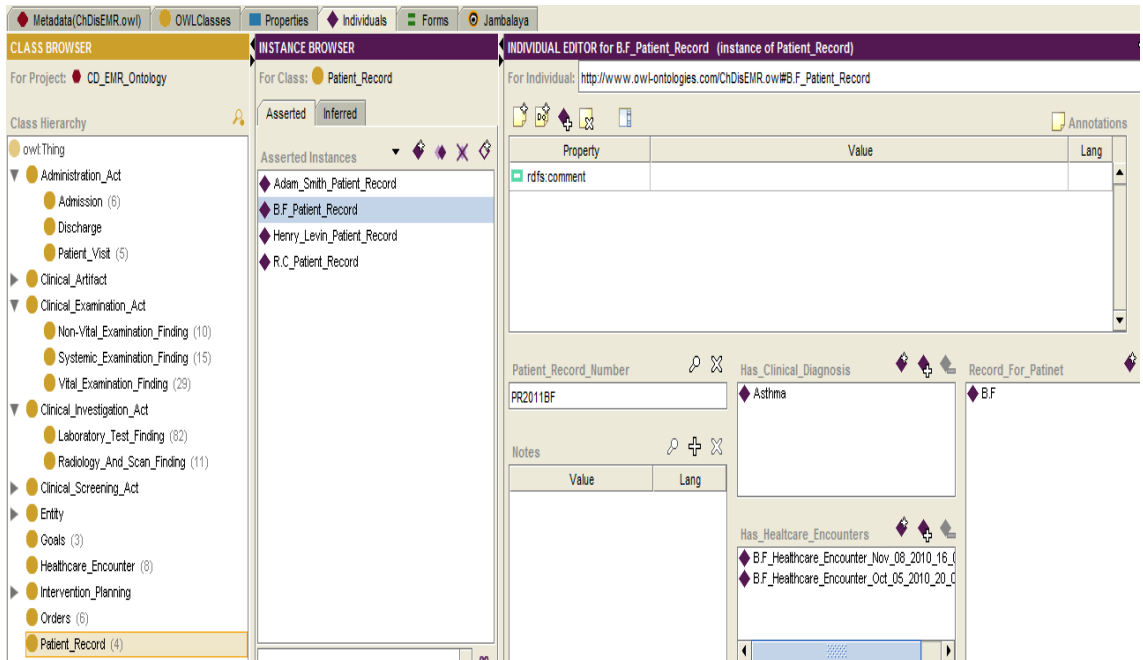 Metadata(ChDisEMR.owl) OWLClasses Properties Individuals Forms Jambalaya
CLASS BROWSER
For Project: CD_EMR_Ontology
Class Hierarchy
owl:Thing
Administration_Act
Admission (6)
Discharge
Patient_Visit (5)
Clinical_Artifact
Clinical_Examination_Act
Non-Vital_Examination_Finding (10)
Systemic_Examination_Finding (15)
Vital_Examination_Finding (29)
Clinical_Investigation_Act
Laboratory_Test_Finding (82)
Radiology_And_Scan_Finding (11)
Clinical_Screening_Act
Entity
Goals (3)
Healthcare_Encounter (8)
Intervention_Planning
Orders (6)
Patient_Record (4)
INSTANCE BROWSER
For Class: Patient_Record
Asserted Inferred
Asserted Instances
Adam_Smith_Patient_Record
B.F_Patient_Record
Henry_Levin_Patient_Record
R.C_Patient_Record
INDIVIDUAL EDITOR for B.F_Patient_Record (instance of Patient_Record)
For Individual: http://www.owl-ontologies.com/ChDisEMR.owl#B.F_Patient_Record
Annotations
Property Value Lang
rdfs:comment
Patient_Record_Number
PR2011BF
Notes
Value Lang
Has_Clinical_Diagnosis
Asthma
Has_Healtcare_Encounters
B.F_Healthcare_Encounter_Nov_08_2010_16_
B.F_Healthcare_Encounter_Oct_05_2010_20_
Record_For_Patinet
B.F